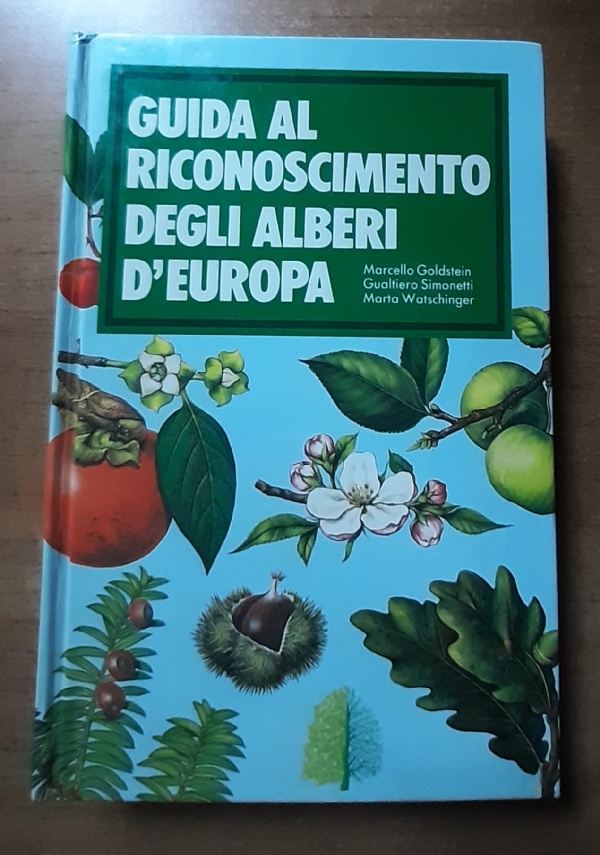 GUIDA AL
RICONOSCIMENTO
DEGLI ALBERI
D'EUROPA
Marcello Goldstein
Gualtiero Simonetti
Marta Watschinger